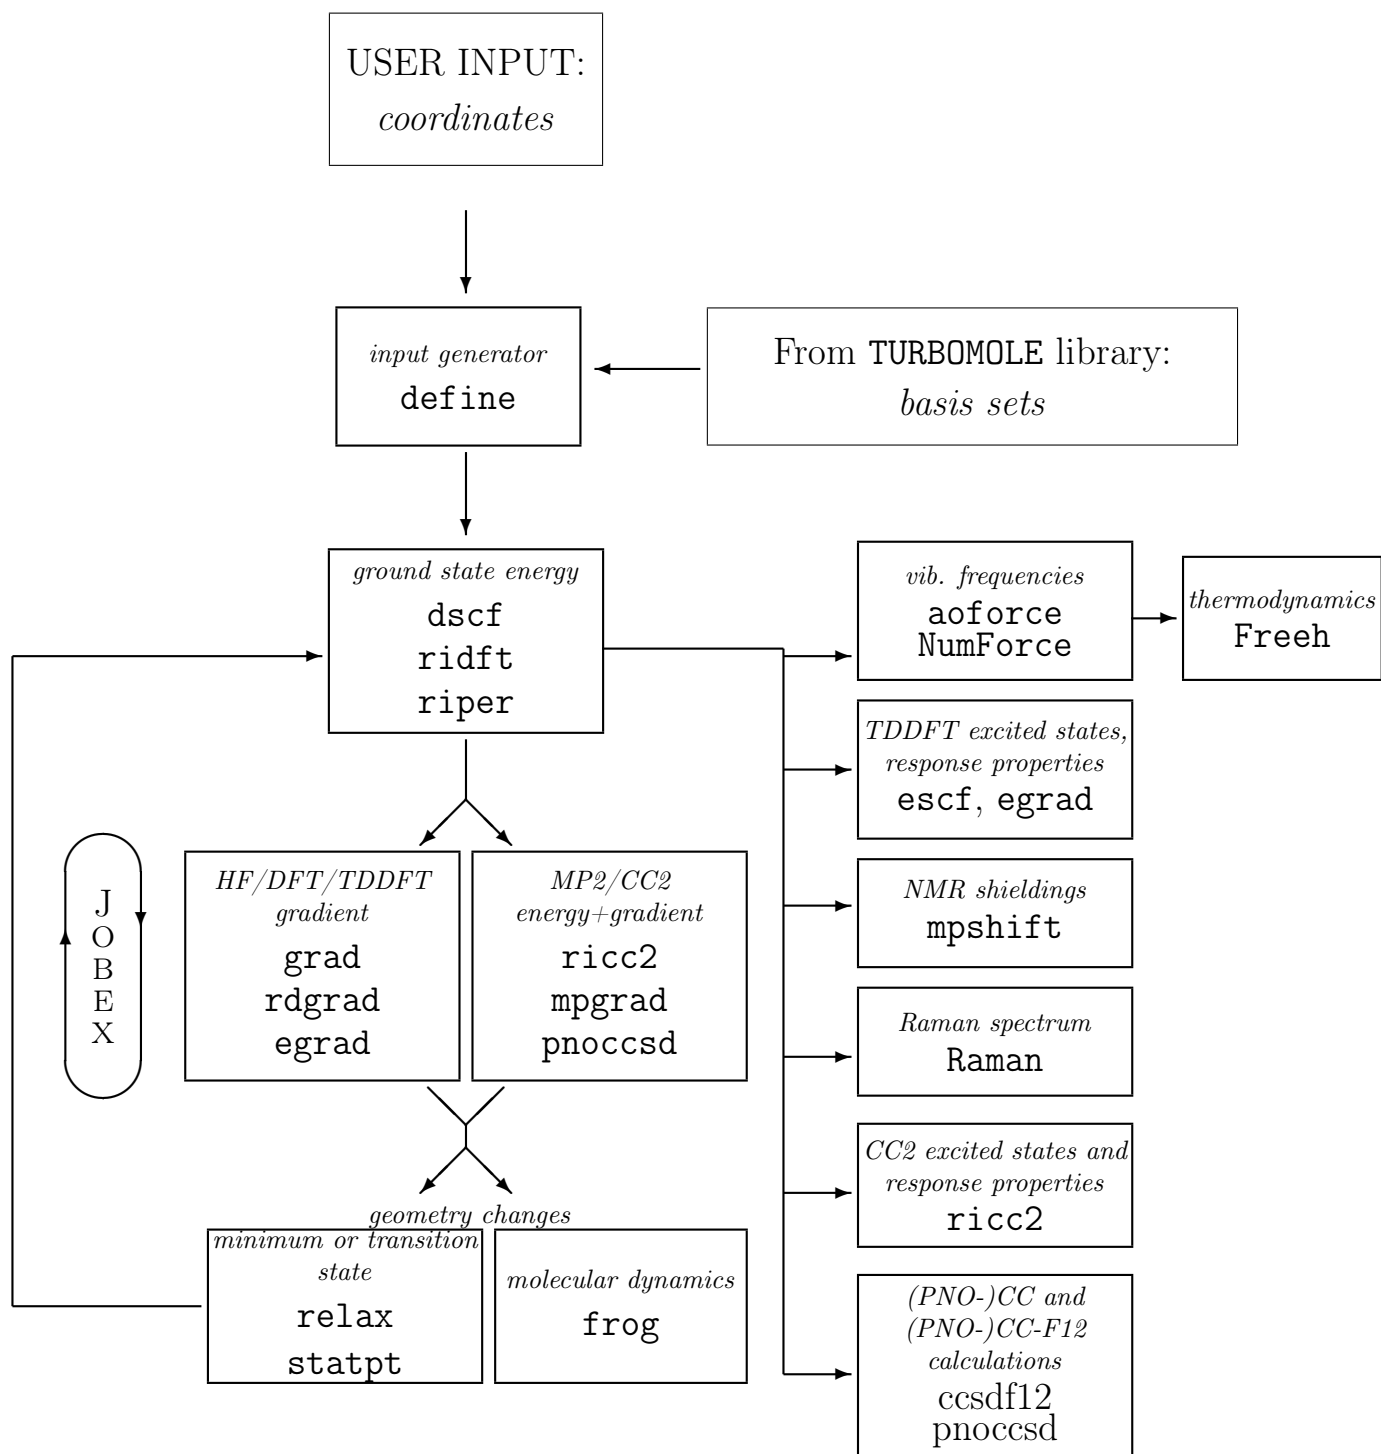 USER INPUT:
coordinates
input generator
define
From TURBOMOLE library:
basis sets
ground state energy
dscf
ridft
riper
vib. frequencies
aoforce
NumForce
thermodynamics
Freeh
TDDFT excited states,
response properties
escf, egrad
J
O
B
E
X
HF/DFT/TDDFT
gradient
grad
rdgrad
egrad
MP2/CC2
energy+gradient
ricc2
mpgrad
pnoccsd
NMR shieldings
mpshift
Raman spectrum
Raman
CC2 excited states and
response properties
ricc2
geometry changes
minimum or transition
state
relax
statpt
molecular dynamics
frog
(PNO-)CC and
(PNO-)CC-F12
calculations
ccsdf12
pnoccsd